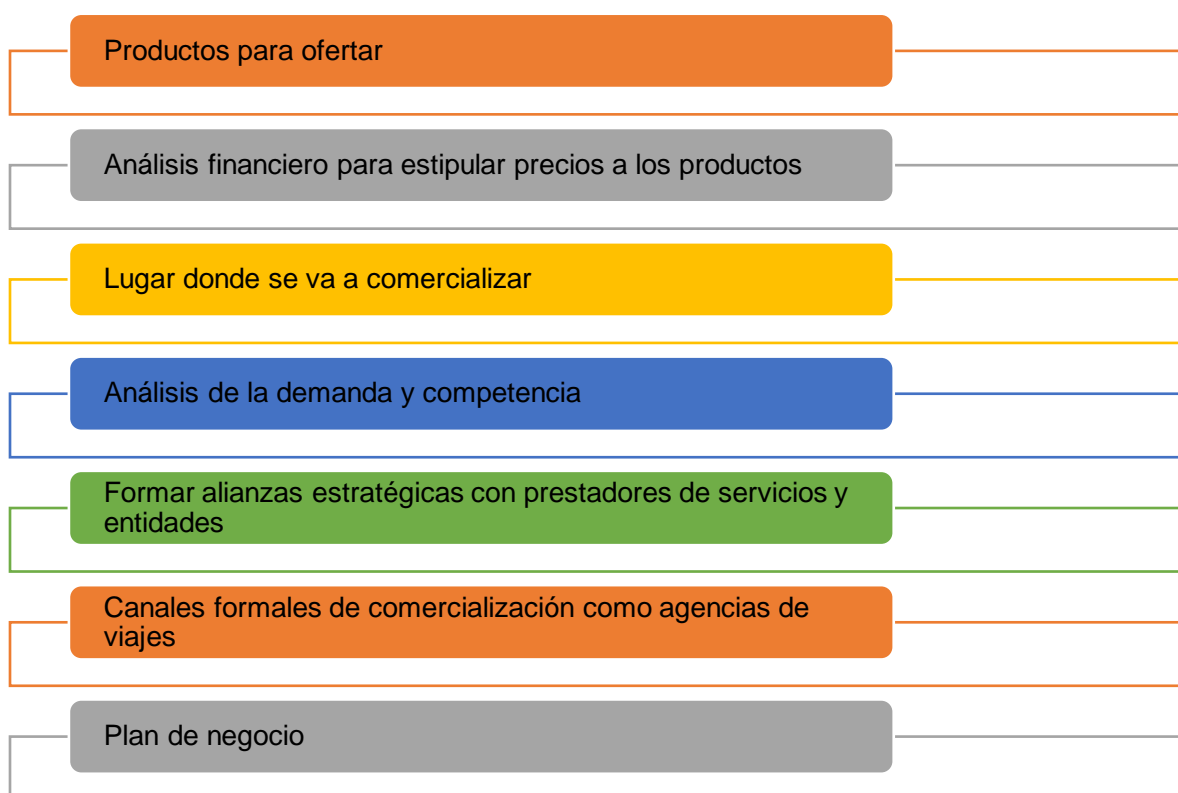 Productos para ofertar
Análisis financiero para estipular precios a los productos
Lugar donde se va a comercializar
Análisis de la demanda y competencia
Formar alianzas estratégicas con prestadores de servicios y
entidades
Canales formales de comercialización como agencias de
viajes
Plan de negocio